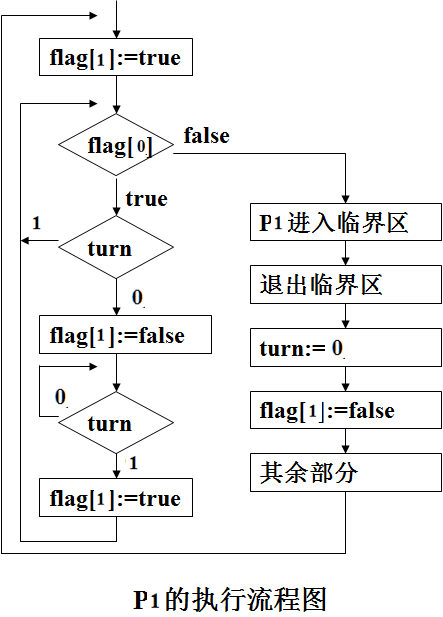 flag[1]:=true
flag[0]
false
true
1
turn
P1进入临界区
退出临界区
0
flag[1]:=false
turn:= 0
0
turn
flag[1]:=false
1
flag[1]:=true
其余部分
P1的执行流程图